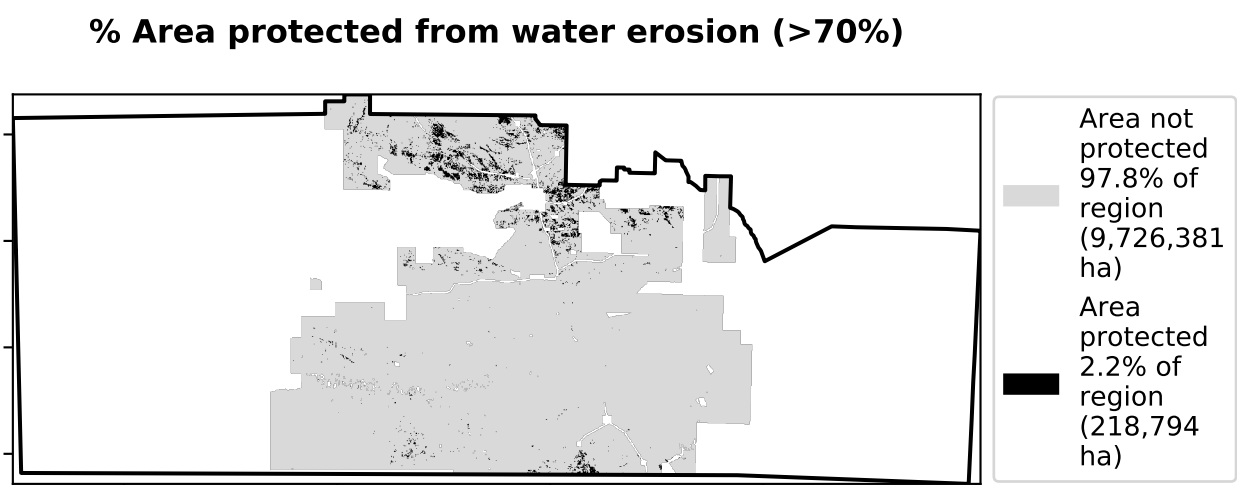 % Area protected from water erosion (>70%)
Area not
protected
97.8% of
region
(9,726,381
ha)
Area
protected
2.2% of
region
(218,794
ha)